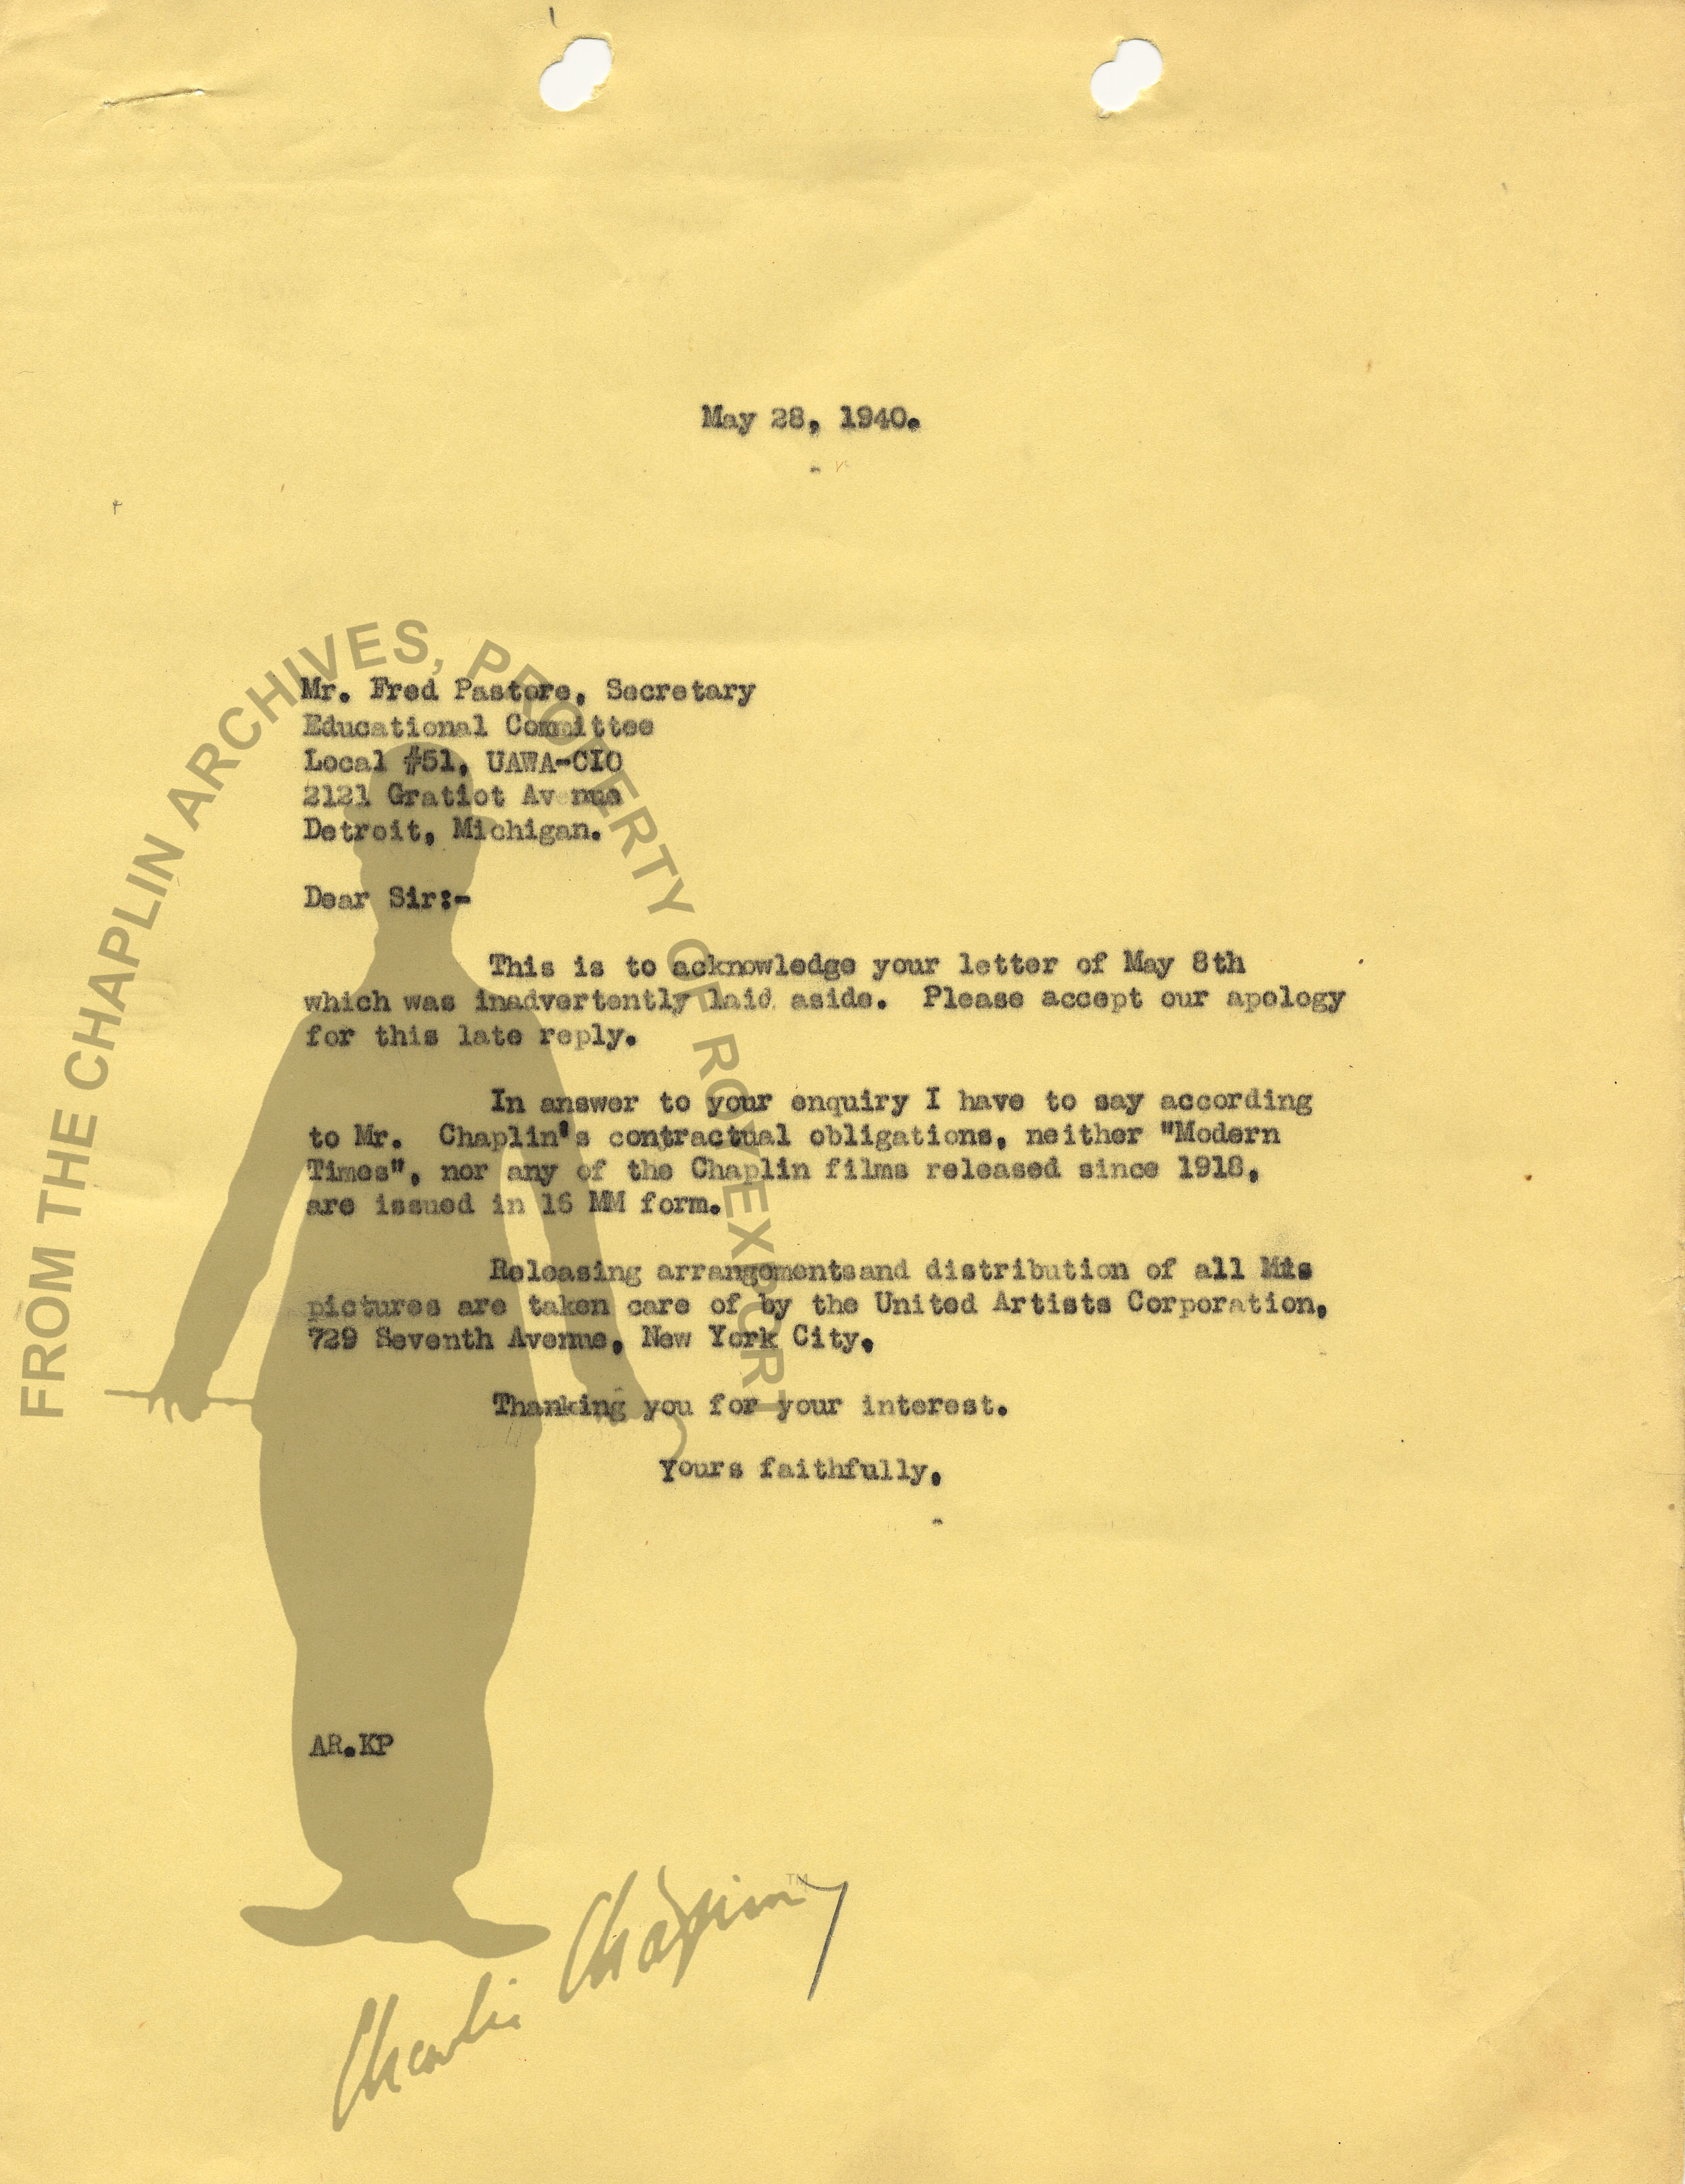 May 28, 1940.
Mr. Fred Pastore, Secretary
Educational Committee
Local #51, UAWA-CIO
2121 Gratiot Avenue
Detroit, Michigan.
Dear Sir:-
This is to acknowledge your letter of May 8th
which was inadvertently laid aside. Please accept our apology
for this late reply.
In answer to your enquiry I have to say according
to Mr. Chaplin's contractual obligations, neither "Modern
Times", nor any of the Chaplin films released since 1918,
are issued in 16 MM form.
Releasing arrangementsand distribution of all
pictures are taken care of by the United Artists Corporation,
729 Seventh Avenue, New York City.
Thanking you for your interest.
Yours faithfully,
AR.KP
FROM THE CHAPLIN ARCHIVES, PROPERTY OF ROY EXPORT
Charlie Chaplin
TM